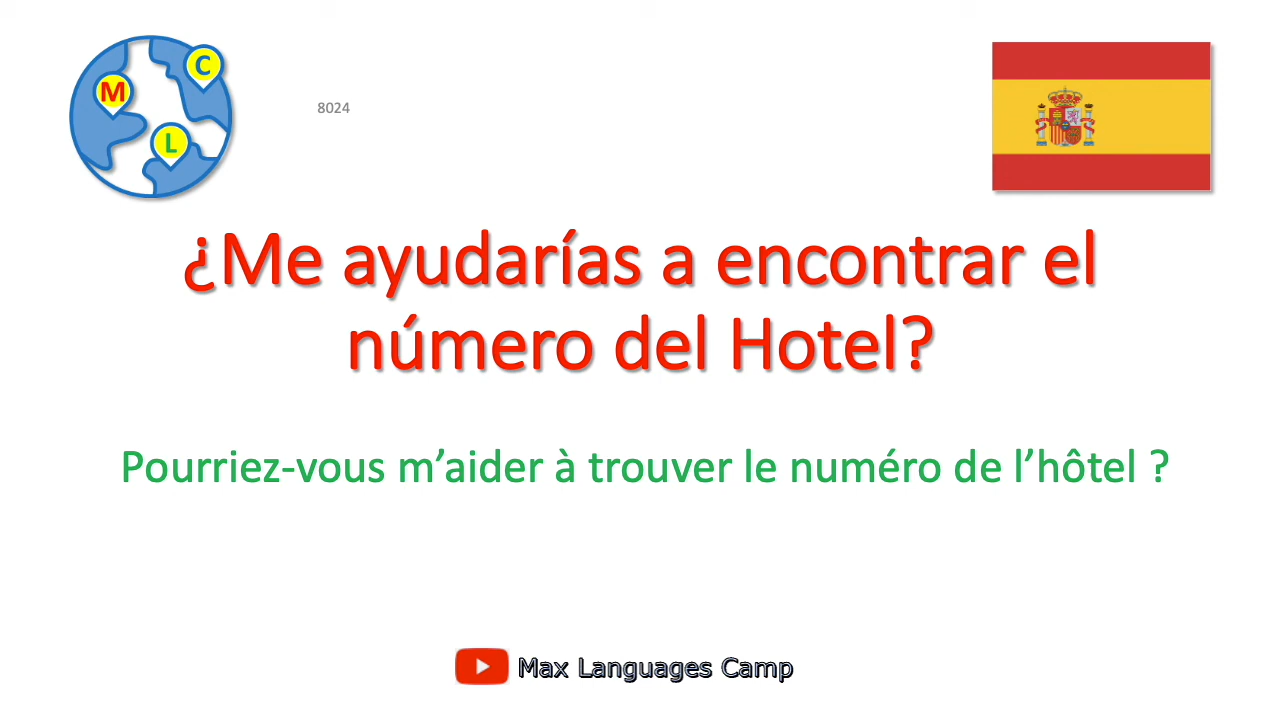 M
C
L
8024
¿Me ayudarías a encontrar el
número del Hotel?
Pourriez-vous m’aider à trouver le numéro de l’hôtel ?
Max Languages Camp